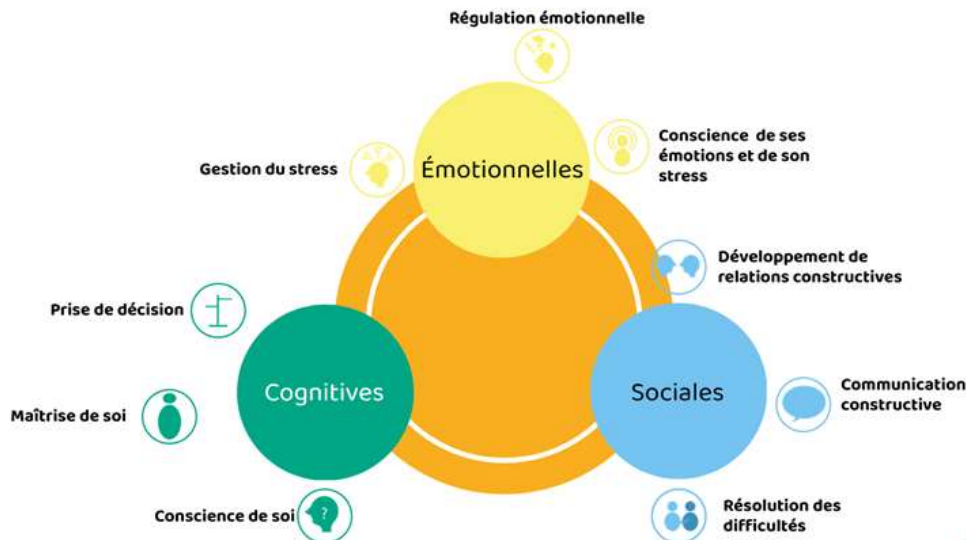 Régulation émotionnelle
Conscience de ses
émotions et de son
stress
Gestion du stress
Émotionnelles
Développement de
relations constructives
Prise de décision
Cognitives
Sociales
Communication
constructive
Maîtrise de soi
Conscience de soi
?
Résolution des
difficultés